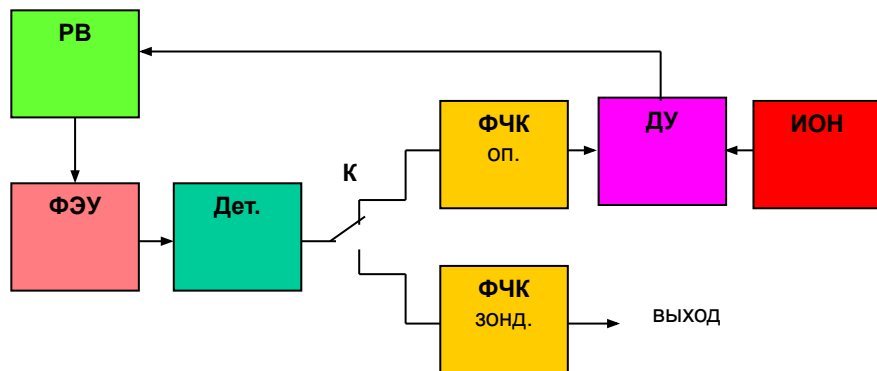 РВ
ФЧК
оп.
ДУ
ИОН
К
ФЭУ
Дет.
ФЧК
зонд.
выход